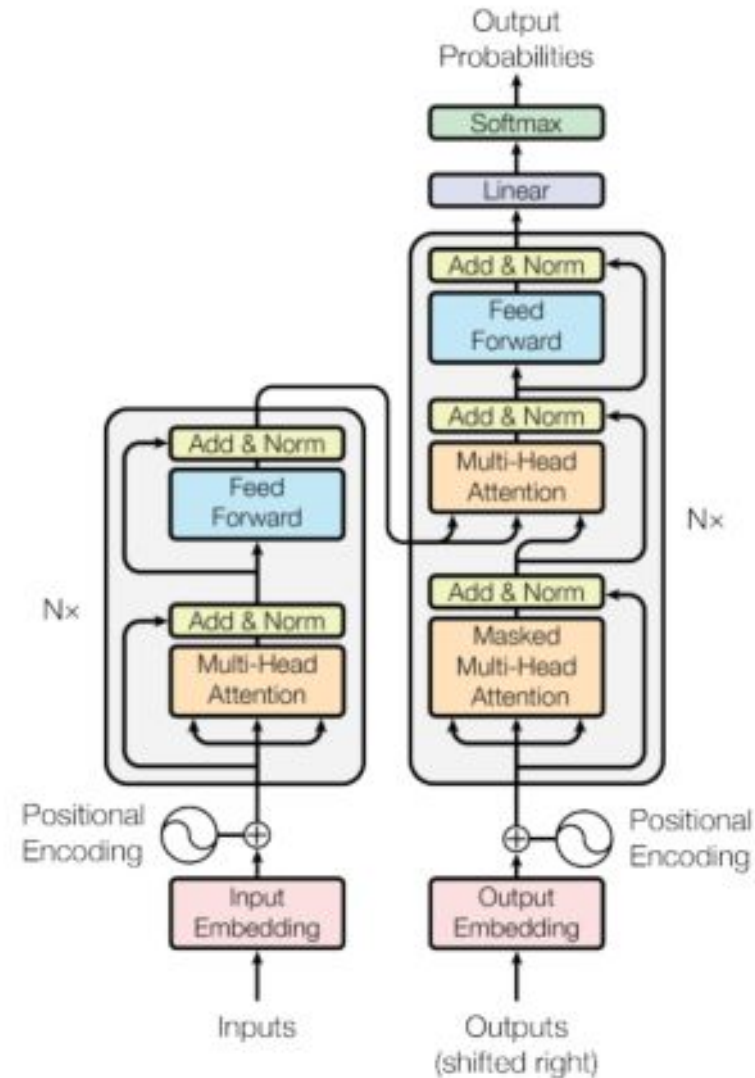 Output
Probabilities
Softmax
Linear
Add & Norm
Feed
Forward
Add & Norm
Multi-Head
Attention
Nx
Add & Norm
Masked
Multi-Head
Attention
Add & Norm
Feed
Forward
Nx
Add & Norm
Multi-Head
Attention
Positional
Encoding
Positional
Encoding
Input
Embedding
Output
Embedding
Inputs
Outputs
(shifted right)